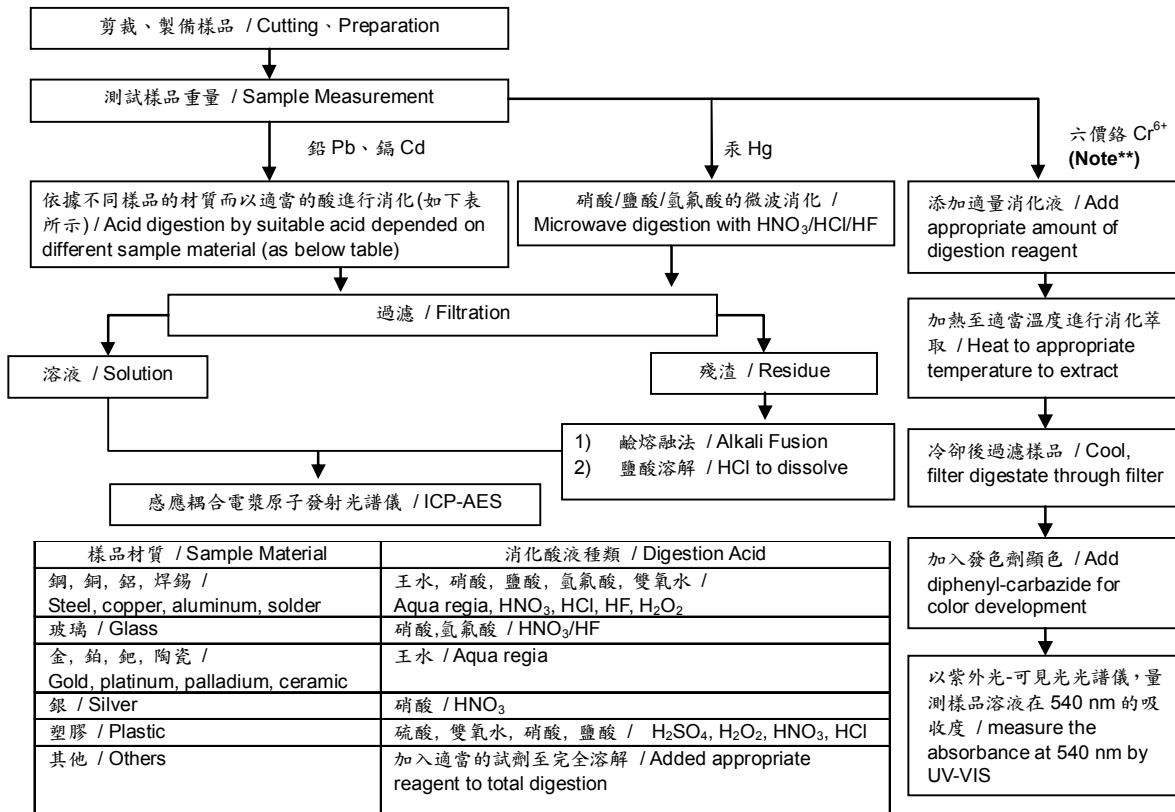 剪裁、製備樣品 / Cutting、Preparation
測試樣品重量 / Sample Measurement
鉛 Pb、鎘 Cd
汞 Hg
六價鉻 Cr⁶⁺
(Note**)
依據不同樣品的材質而以適當的酸進行消化(如下表
所示) / Acid digestion by suitable acid depended on
different sample material (as below table)
硝酸/鹽酸/氫氟酸的微波消化 /
Microwave digestion with HNO₃/HCl/HF
添加適量消化液 / Add
appropriate amount of
digestion reagent
過濾 / Filtration
加熱至適當溫度進行消化萃
取 / Heat to appropriate
temperature to extract
溶液 / Solution
殘渣 / Residue
1) 鹼熔融法 / Alkali Fusion
2) 鹽酸溶解 / HCl to dissolve
冷卻後過濾樣品 / Cool,
filter digestate through filter
感應耦合電漿原子發射光譜儀 / ICP-AES
加入發色劑顯色 / Add
diphenyl-carbazide for
color development
以紫外光-可見光光譜儀，量
測樣品溶液在 540 nm 的吸
收度 / measure the
absorbance at 540 nm by
UV-VIS
樣品材質 / Sample Material 消化酸液種類 / Digestion Acid
鋼, 銅, 鋁, 焊錫 / 王水, 硝酸, 鹽酸, 氫氟酸, 雙氧水 /
Steel, copper, aluminum, solder Aqua regia, HNO₃, HCl, HF, H₂O₂
玻璃 / Glass 硝酸,氫氟酸 / HNO₃/HF
金, 鉑, 鈀, 陶瓷 / 王水 / Aqua regia
Gold, platinum, palladium, ceramic
銀 / Silver 硝酸 / HNO₃
塑膠 / Plastic 硫酸, 雙氧水, 硝酸, 鹽酸 / H₂SO₄, H₂O₂, HNO₃, HCl
其他 / Others 加入適當的試劑至完全溶解 / Added appropriate
reagent to total digestion